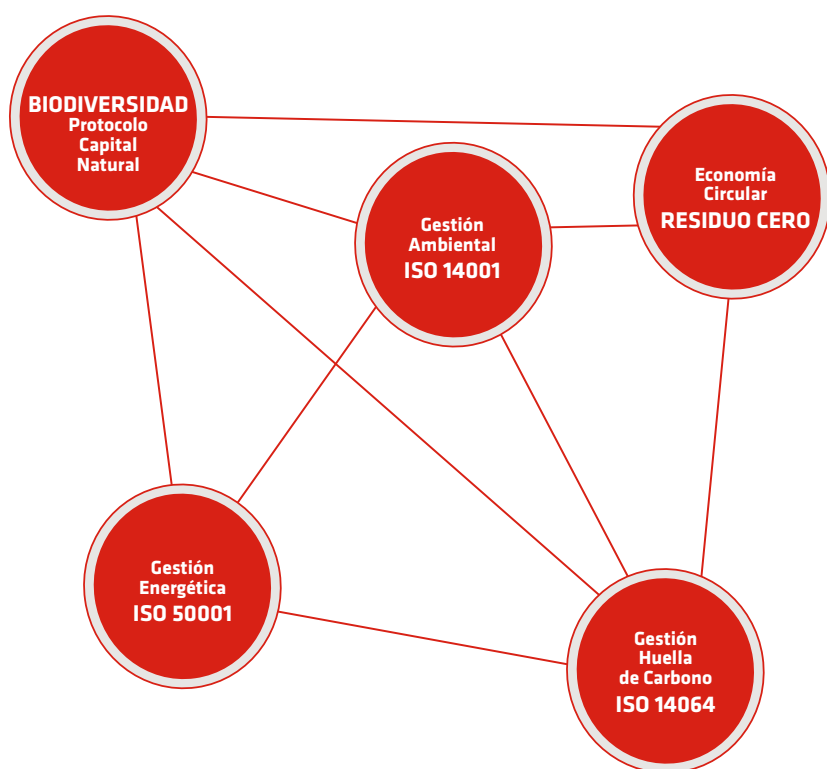 BIODIVERSIDAD
Protocolo
Capital
Natural
Economía
Circular
RESIDUO CERO
Gestión
Ambiental
ISO 14001
Gestión
Energética
ISO 50001
Gestión
Huella
de Carbono
ISO 14064